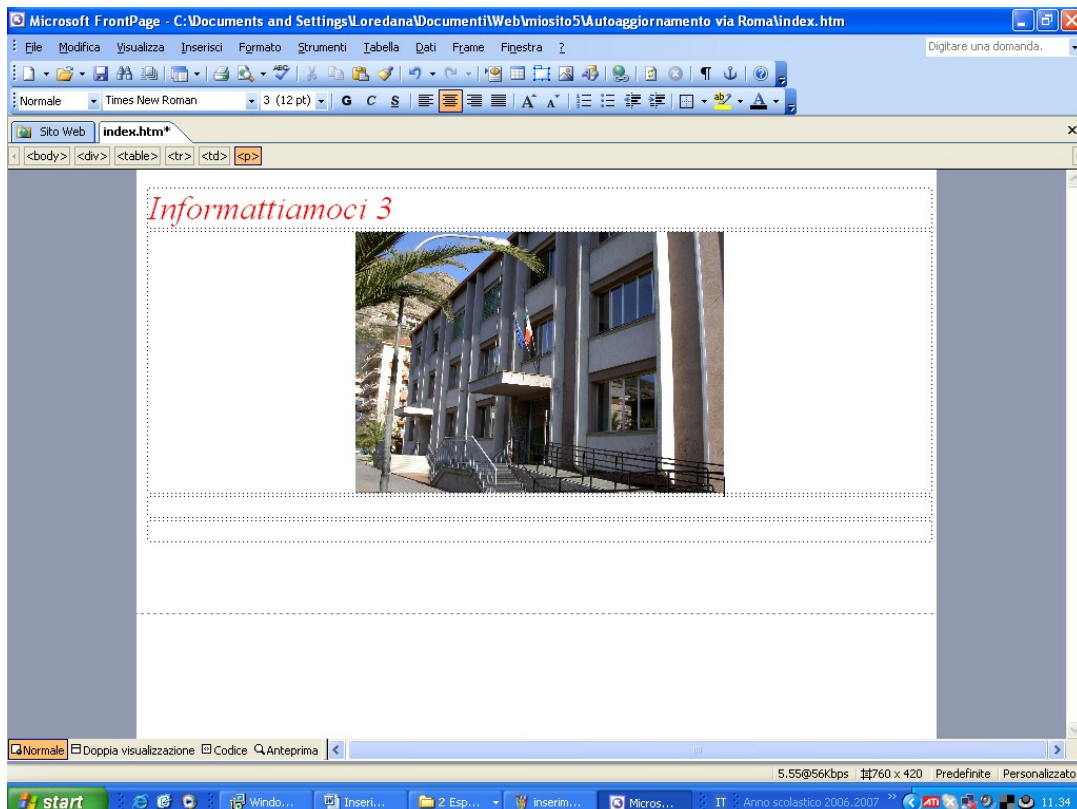 Microsoft FrontPage - C:\Documents and Settings\Loredana\Documenti\Web\miosito5\Autoaggiornamento via Roma\index.htm
File Modifica Visualizza Inserisci Formato Strumenti Tabella Dati Frame Finestra ? Digitare una domanda.
Normale Times New Roman 3 (12 pt) G C S
Sito Web index.htm*
<body> <div> <table> <tr> <td> <p>
Informattiamoci 3
Normale Doppia visualizzazione Codice Anteprima
5.55@56Kbps 760 x 420 Predefinite Personalizzato
start Windo... Inseri... 2 Esp... inserim... Micros... IT Anno scolastico 2006.2007 » 11.34